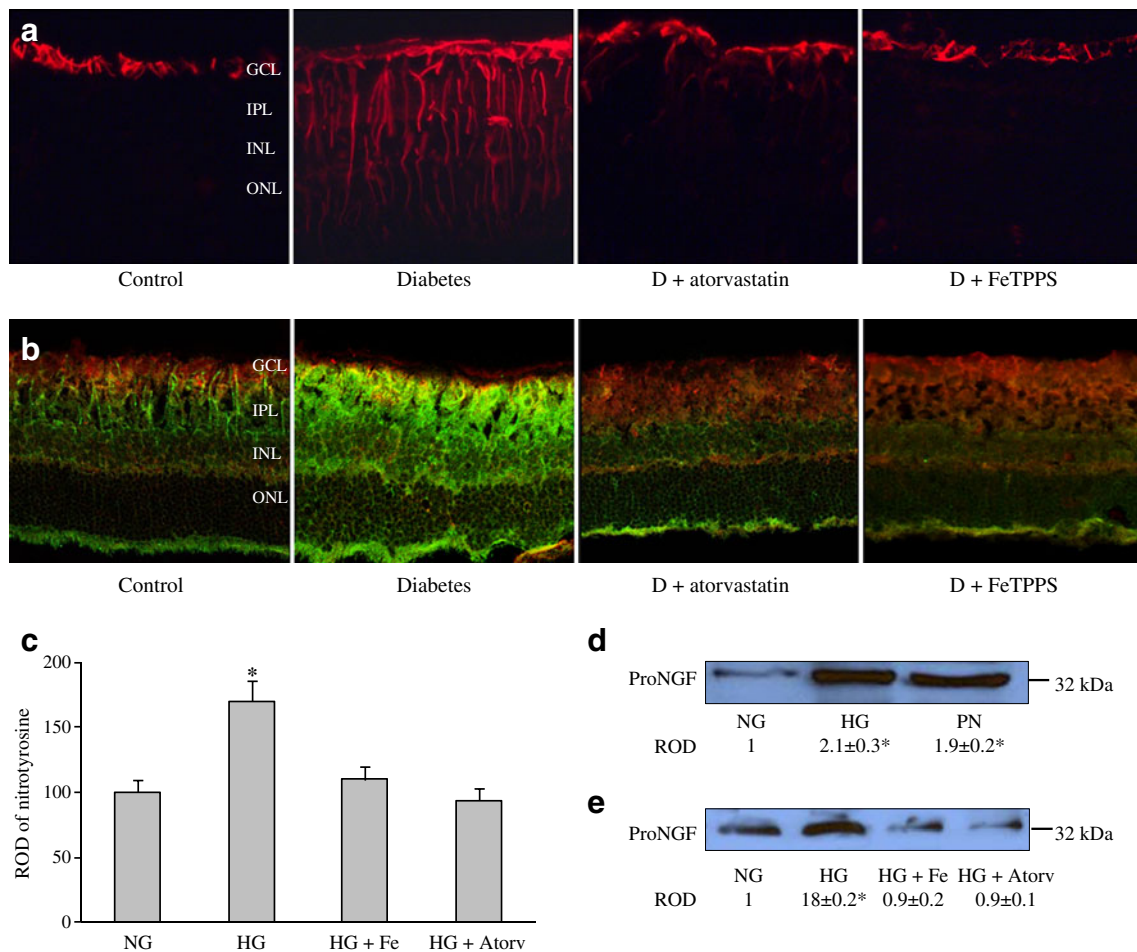 a
GCL
IPL
INL
ONL
Control Diabetes D + atorvastatin D + FeTPPS
b
GCL
IPL
INL
ONL
Control Diabetes D + atorvastatin D + FeTPPS
c
ROD of nitrotyrosine
200
150
100
50
0
*
NG HG HG + Fe HG + Atorv
d
ProNGF 32 kDa
NG HG PN
ROD 1 2.1±0.3* 1.9±0.2*
e
ProNGF 32 kDa
NG HG HG + Fe HG + Atorv
ROD 1 18±0.2* 0.9±0.2 0.9±0.1